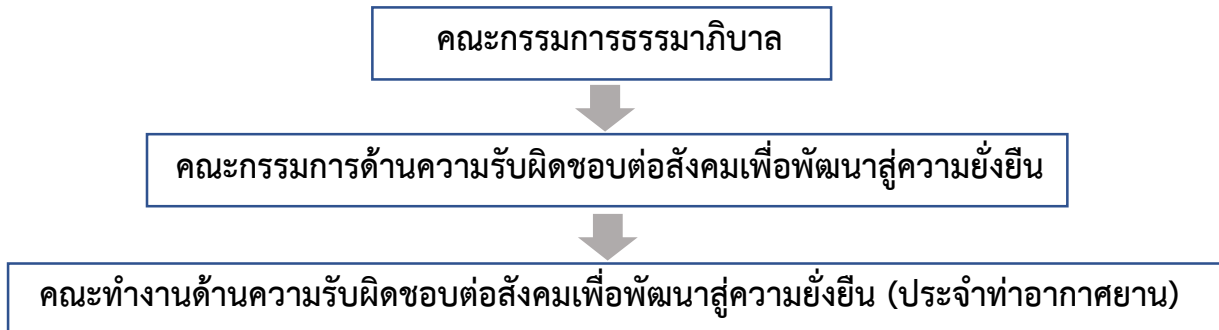 คณะกรรมการธรรมาภิบาล
คณะกรรมการด้านความรับผิดชอบต่อสังคมเพื่อพัฒนาสู่ความยั่งยืน
คณะทำงานด้านความรับผิดชอบต่อสังคมเพื่อพัฒนาสู่ความยั่งยืน (ประจำท่าอากาศยาน)